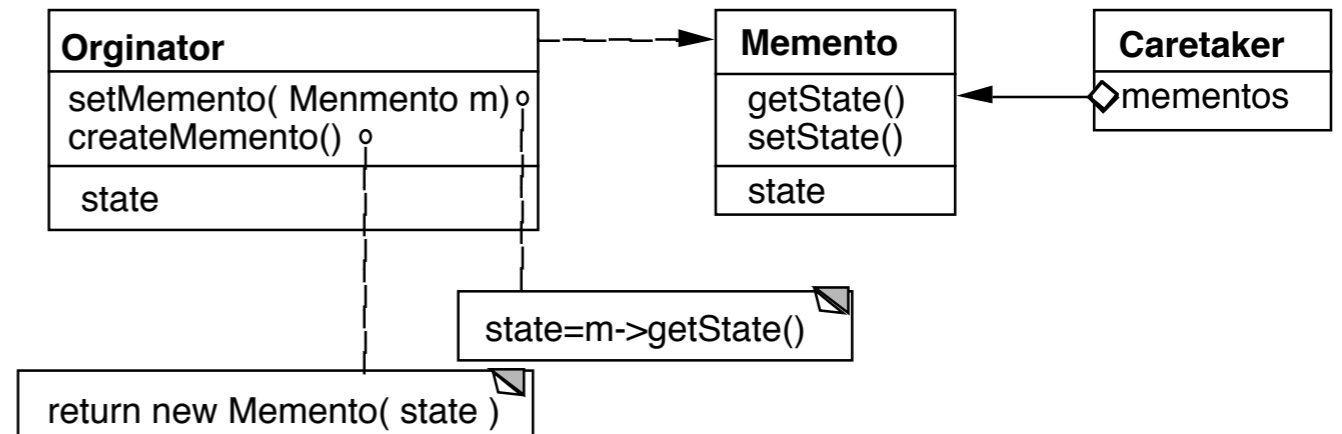 Orginator
setMemento( Menmento m)
createMemento()
state
Memento
getState()
setState()
state
Caretaker
mementos
state=m->getState()
return new Memento( state )